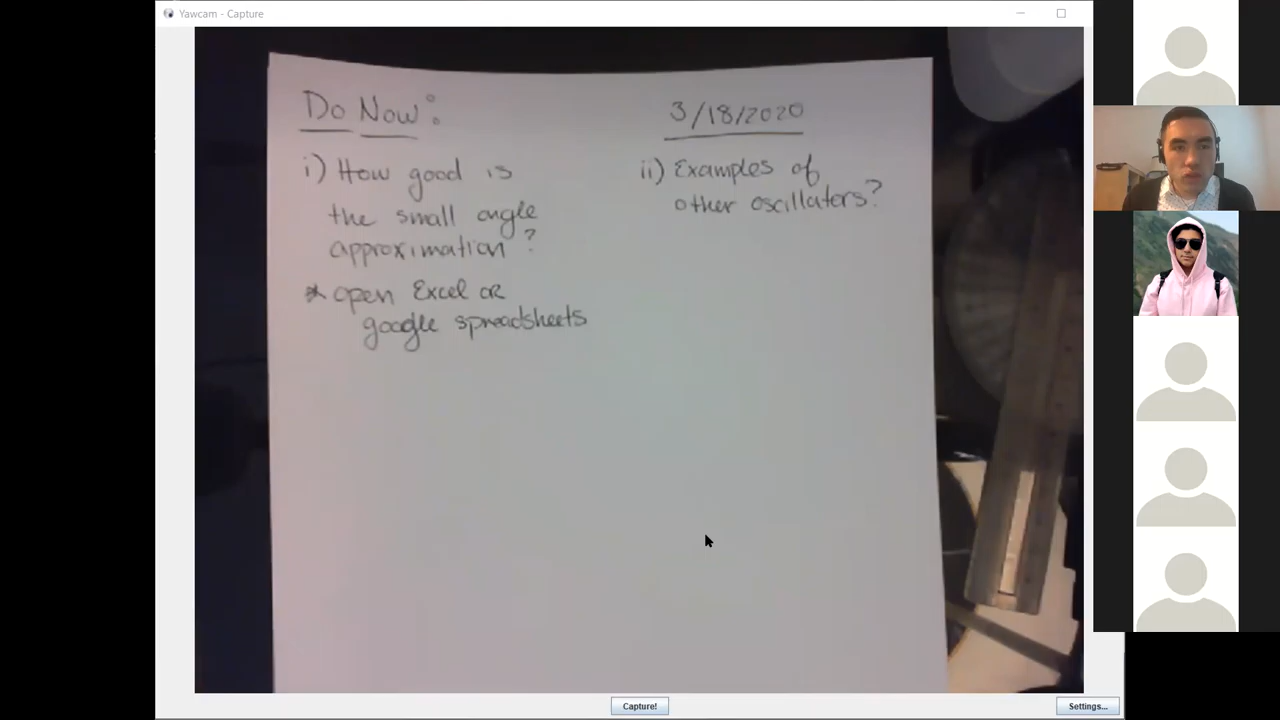 Yawcam - Capture
Do Now:
3/18/2020
i) How good is
the small angle
approximation?
* open Excel OR
google spreadsheets
ii) Examples of
other oscillators?
Capture!
Settings...